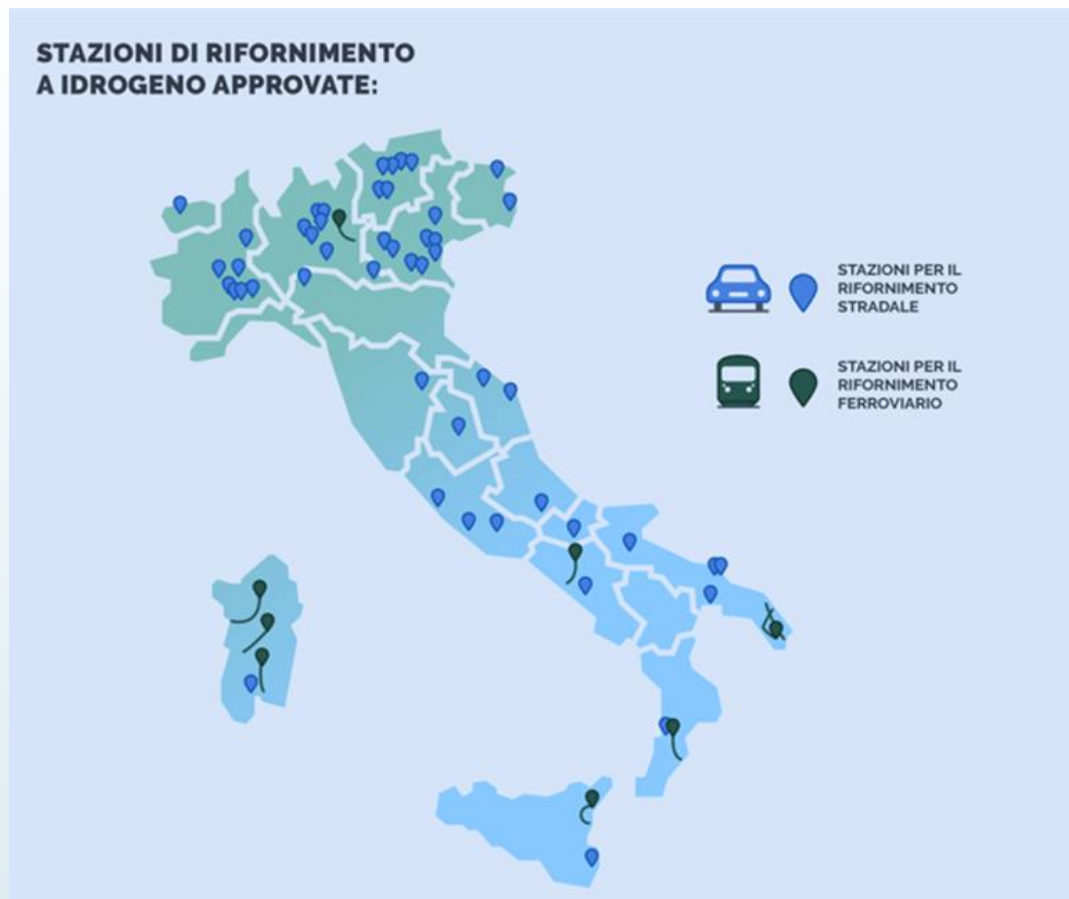 STAZIONI DI RIFORNIMENTO
A IDROGENO APPROVATE:
STAZIONI PER IL
RIFORNIMENTO
STRADALE
STAZIONI PER IL
RIFORNIMENTO
FERROVIARIO